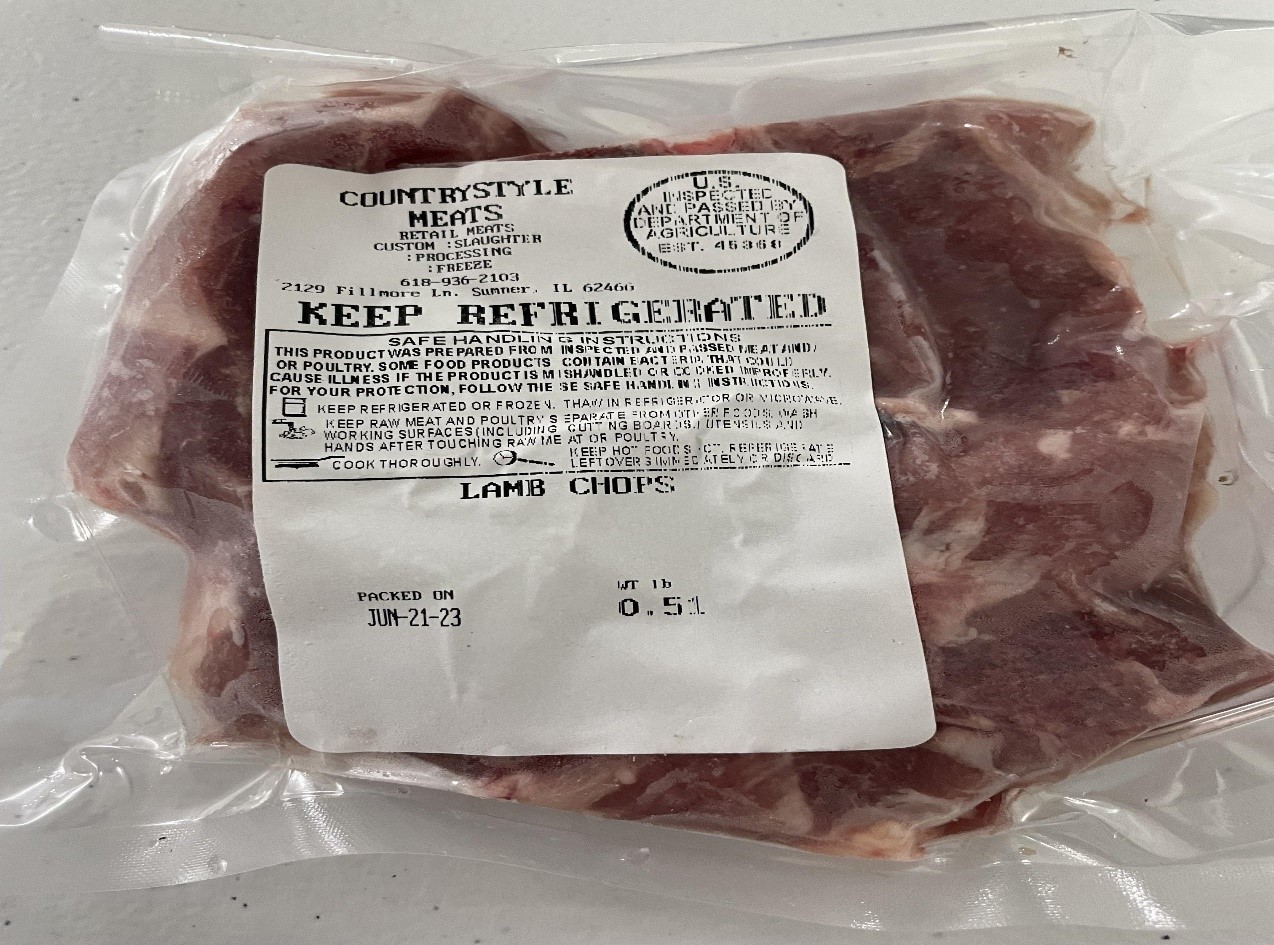 COUNTRYSTYLE
MEATS
RETAIL MEATS
CUSTOM :SLAUGHTER
:PROCESSING
:FREEZE
618-936-2103
2129 Fillmore Ln. Sumner, IL 62466
U.S.
INSPECTED
AND PASSED BY
DEPARTMENT OF
AGRICULTURE
EST. 45368
KEEP REFRIGERATED
SAFE HANDLING INSTRUCTIONS
THIS PRODUCT WAS PREPARED FROM INSPECTED AND PASSED MEAT AND/
OR POULTRY. SOME FOOD PRODUCTS CONTAIN BACTERIA THAT COULD
CAUSE ILLNESS IF THE PRODUCT IS MISHANDLED OR COOKED IMPROPERLY.
FOR YOUR PROTECTION, FOLLOW THESE SAFE HANDLING INSTRUCTIONS.
KEEP REFRIGERATED OR FROZEN. THAW IN REFRIGERATOR OR MICROWAVE.
KEEP RAW MEAT AND POULTRY SEPARATE FROM OTHER FOODS. WASH
WORKING SURFACES (INCLUDING CUTTING BOARDS), UTENSILS AND
HANDS AFTER TOUCHING RAW MEAT OR POULTRY.
COOK THOROUGHLY.
KEEP HOT FOODS HOT. REFRIGERATE
LEFTOVERS IMMEDIATELY OR DISCARD
LAMB CHOPS
PACKED ON
JUN-21-23
WT lb
0.51